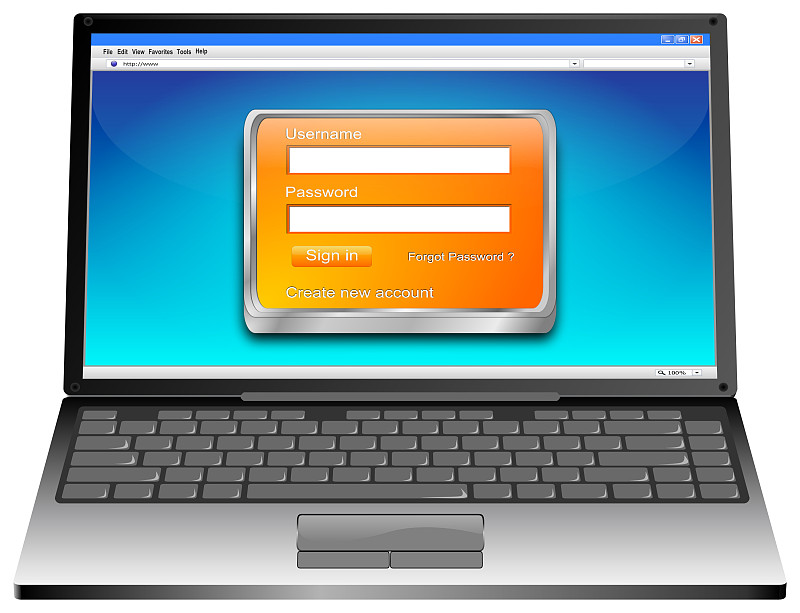 File Edit View Favorites Tools Help
http://www
Username
Password
Sign in Forgot Password ?
Create new account
100%